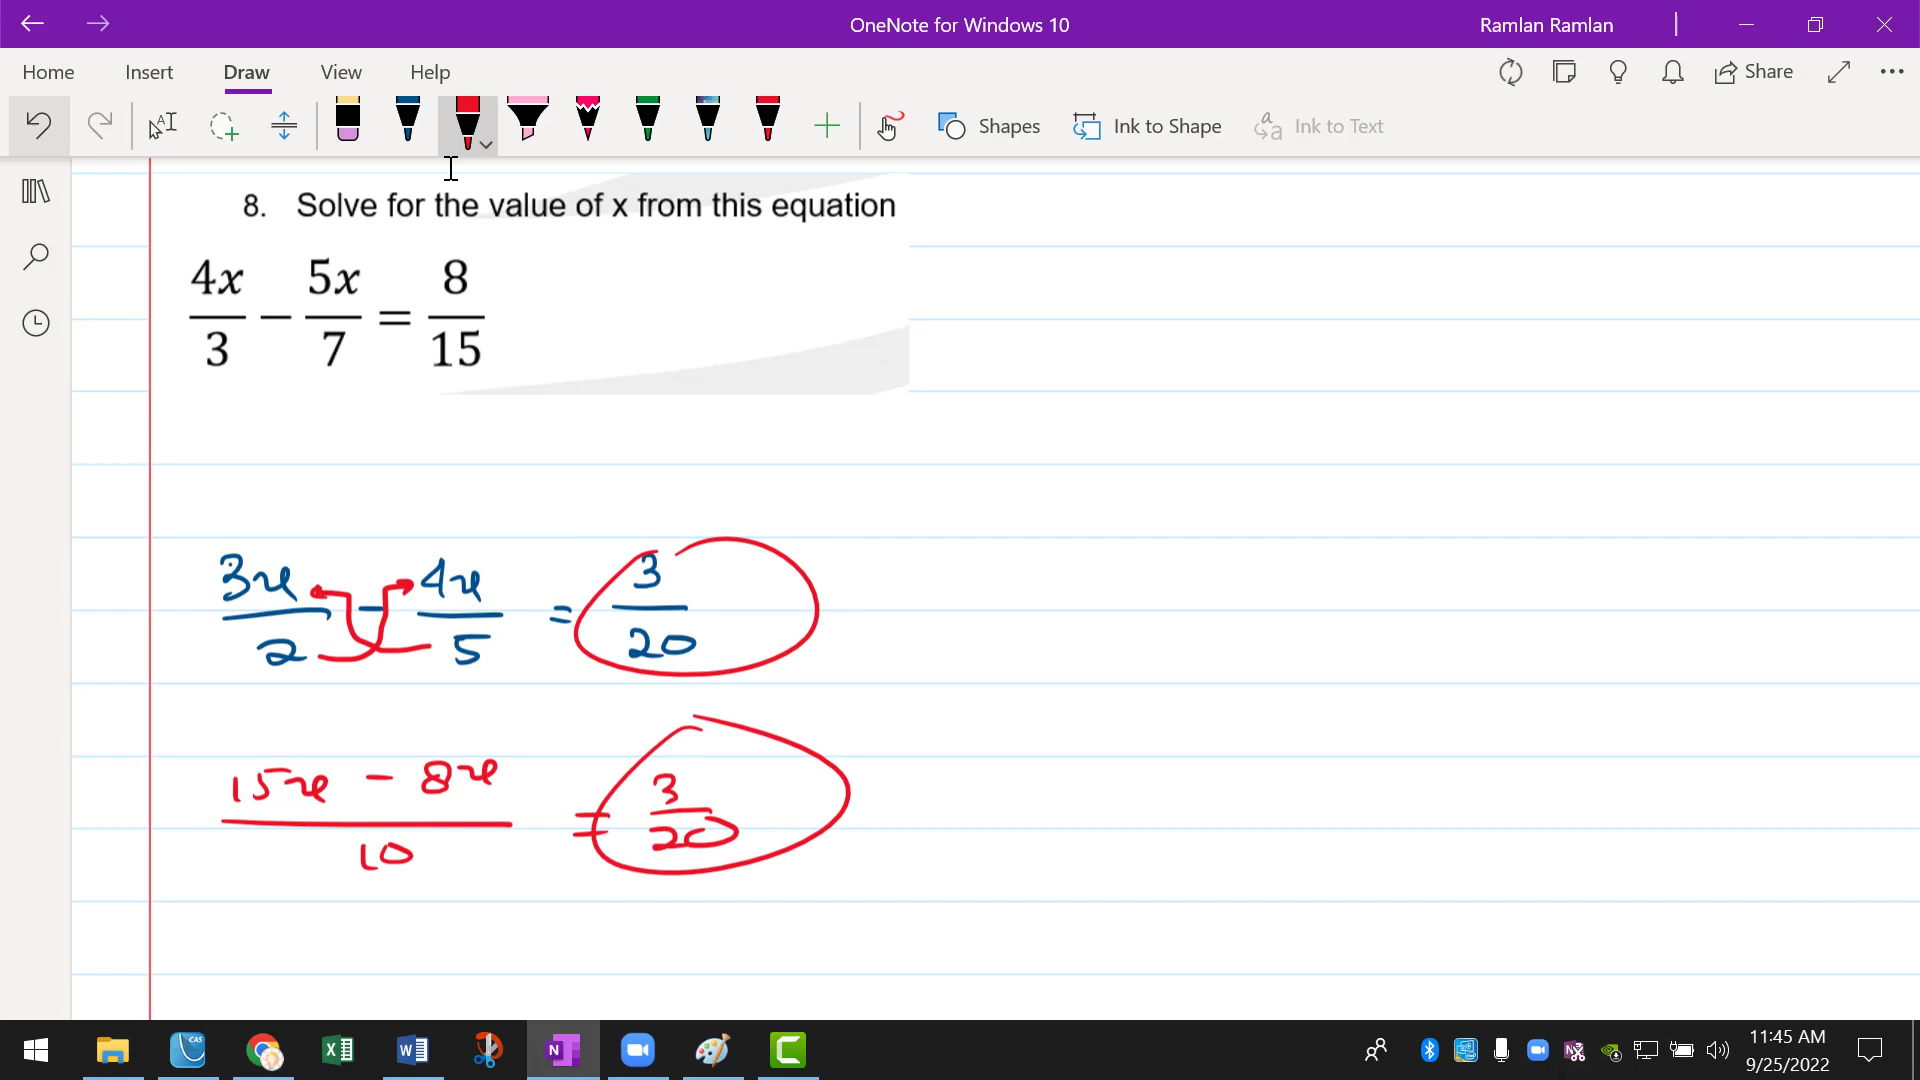 OneNote for Windows 10
Ramlan Ramlan
Home Insert Draw View Help
Share
Shapes Ink to Shape Ink to Text
8. Solve for the value of x from this equation
4x/3 − 5x/7 = 8/15
3x/2 − 4x/5 = 3/20
15x − 8x / 10 = 3/20
11:45 AM
9/25/2022